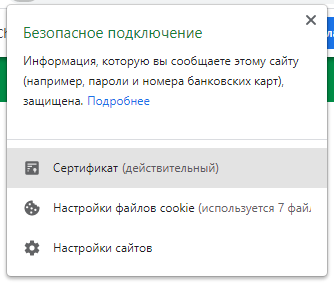 Безопасное подключение
Информация, которую вы сообщаете этому сайту
(например, пароли и номера банковских карт),
защищена. Подробнее
Сертификат (действительный)
Настройки файлов cookie (используется 7 файл
Настройки сайтов